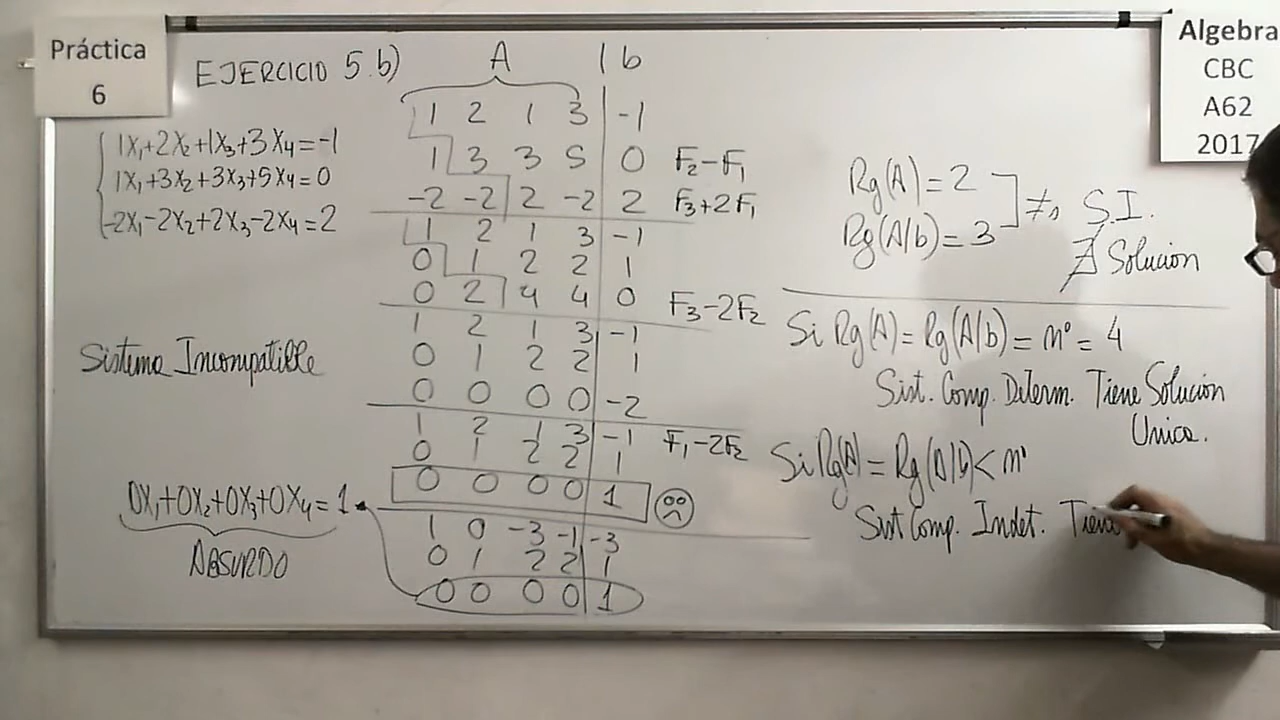 Práctica
6
EJERCICIO 5.b)
1X₁+2X₂+1X₃+3X₄=-1
1X₁+3X₂+3X₃+5X₄=0
-2X₁-2X₂+2X₃-2X₄=2
Sistema Incompatible
0X₁+0X₂+0X₃+0X₄=1
ABSURDO
A | b
1 2 1 3 | -1
1 3 3 5 | 0 F₂-F₁
-2 -2 2 -2 | 2 F₃+2F₁
1 2 1 3 | -1
0 1 2 2 | 1
0 2 4 4 | 0 F₃-2F₂
1 2 1 3 | -1
0 1 2 2 | 1
0 0 0 0 | -2
1 2 1 3 | -1 F₁-2F₂
0 1 2 2 | 1
0 0 0 0 | 1
1 0 -3 -1 | -3
0 1 2 2 | 1
0 0 0 0 | 1
Rg(A)=2
Rg(A|b)=3
≠, S.I.
∄ Solucion
Si Rg(A)=Rg(A|b)=nº=4
Sist. Comp. Determ. Tiene Solucion
Unica.
Si Rg(A)=Rg(A|b)<nº
Sist Comp. Indet. Tiene
Algebra
CBC
A62
2017